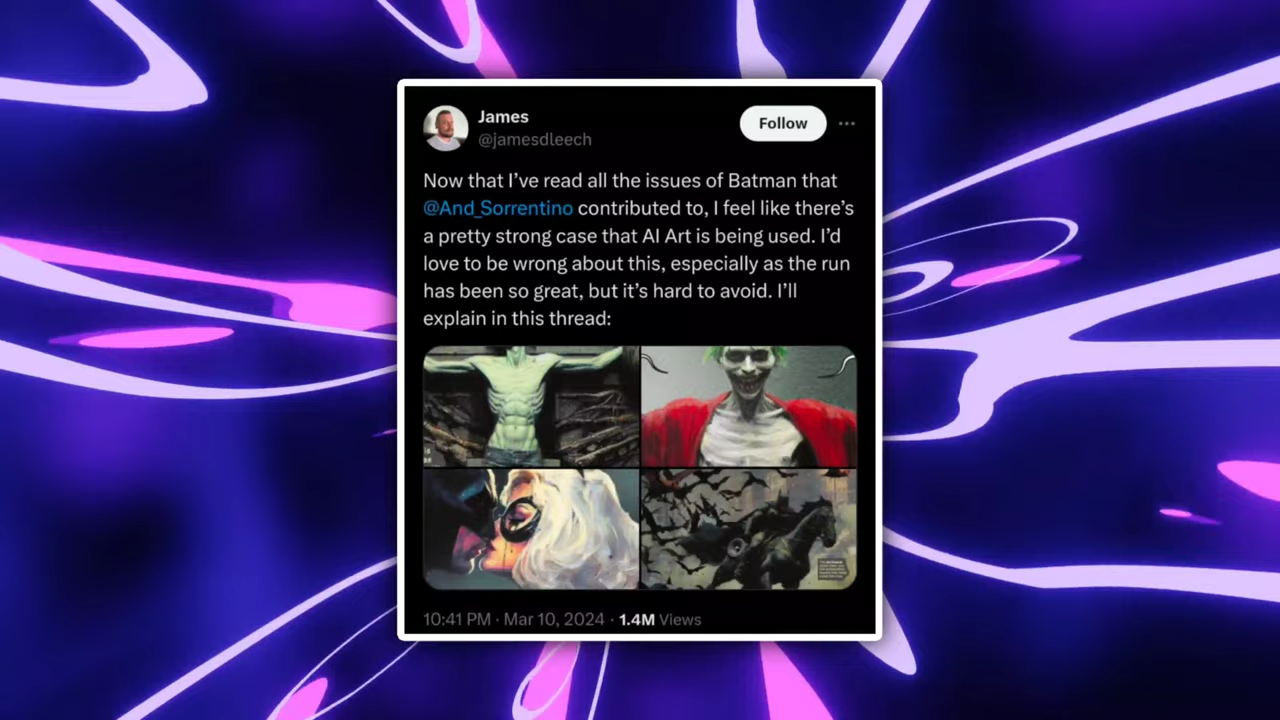 James
@jamesdleech
Follow
Now that I’ve read all the issues of Batman that
@And_Sorrentino contributed to, I feel like there’s
a pretty strong case that AI Art is being used. I’d
love to be wrong about this, especially as the run
has been so great, but it’s hard to avoid. I’ll
explain in this thread:
10:41 PM · Mar 10, 2024 · 1.4M Views